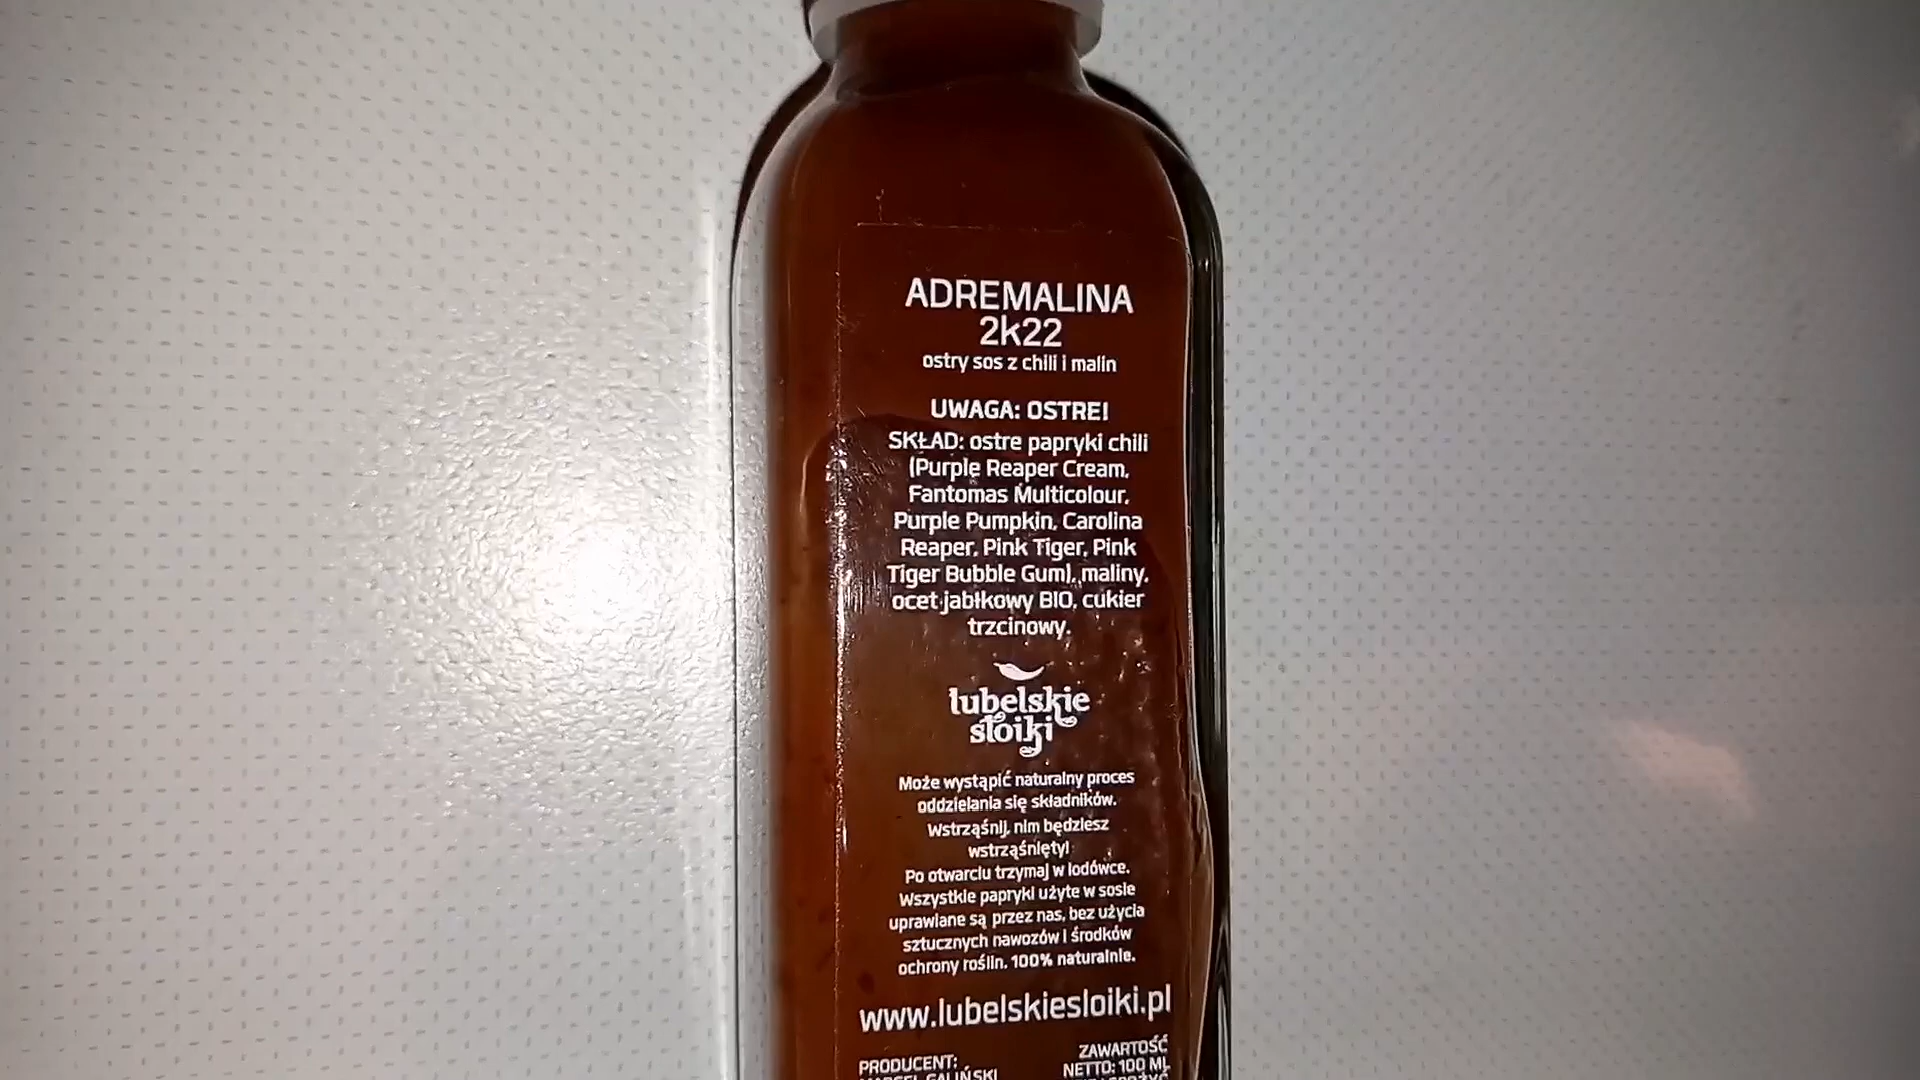 ADREMALINA
2k22
ostry sos z chili i malin
UWAGA: OSTRE!
SKŁAD: ostre papryki chili
(Purple Reaper Cream,
Fantomas Multicolour,
Purple Pumpkin, Carolina
Reaper, Pink Tiger, Pink
Tiger Bubble Gum), maliny,
ocet jabłkowy BIO, cukier
trzcinowy.
lubelskie
słoiki
Może wystąpić naturalny proces
oddzielania się składników.
Wstrząśnij, nim będziesz
wstrząśnięty!
Po otwarciu trzymaj w lodówce.
Wszystkie papryki użyte w sosie
uprawiane są przez nas, bez użycia
sztucznych nawozów i środków
ochrony roślin. 100% naturalnie.
www.lubelskiesloiki.pl
PRODUCENT:
MARCEL GALIŃSKI
ZAWARTOŚĆ
NETTO: 100 ML